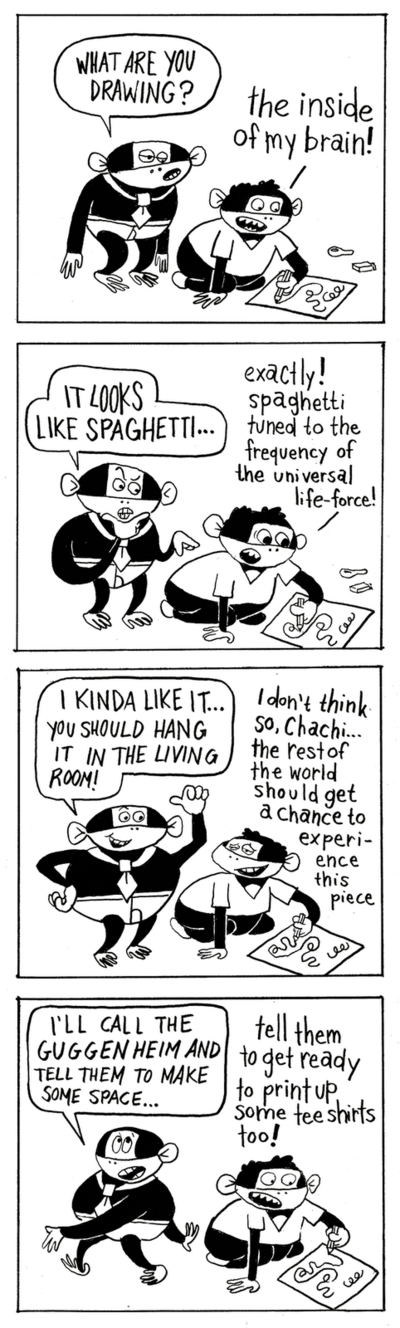 WHAT ARE YOU
DRAWING?
the inside
of my brain!
IT LOOKS
LIKE SPAGHETTI...
exactly!
spaghetti
tuned to the
frequency of
the universal
life-force!
I KINDA LIKE IT...
YOU SHOULD HANG
IT IN THE LIVING
ROOM!
I don't think
so, Chachi...
the rest of
the world
should get
a chance to
experi-
ence
this
piece
I'LL CALL THE
GUGGENHEIM AND
TELL THEM TO MAKE
SOME SPACE...
tell them
to get ready
to print up
some tee shirts
too!